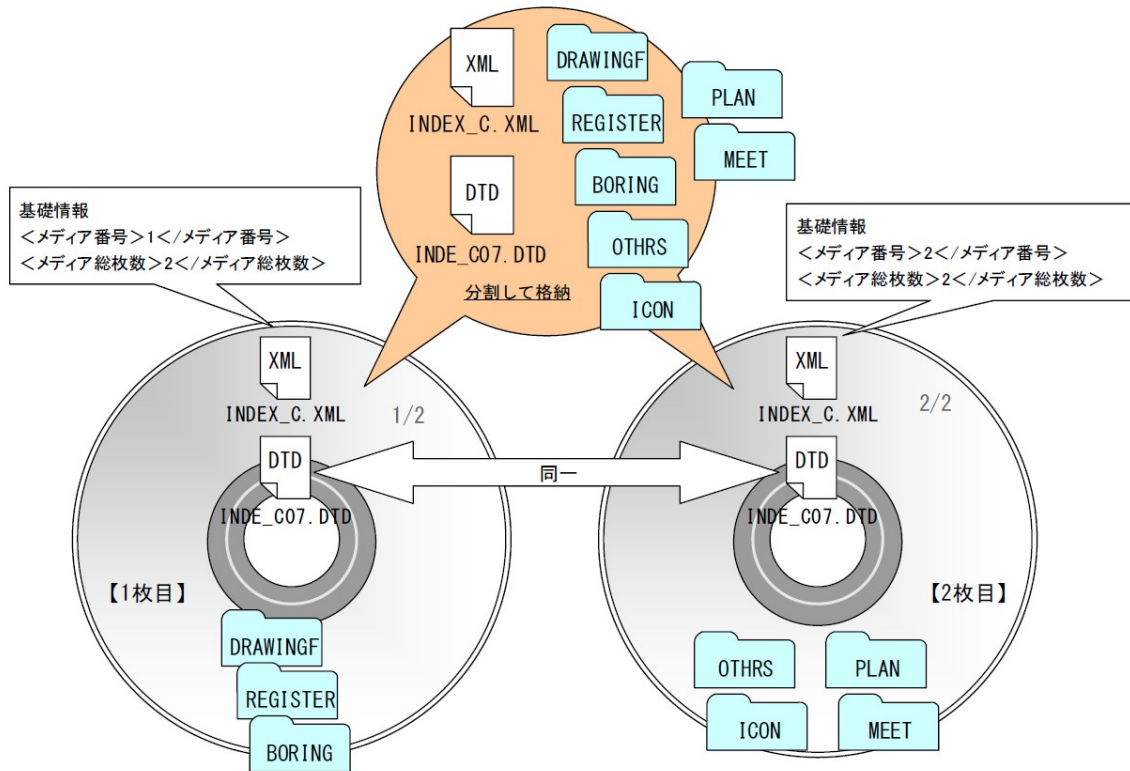 XML
INDEX_C.XML
DTD
INDE_C07.DTD
分割して格納
DRAWINGF
REGISTER
BORING
OTHRS
ICON
PLAN
MEET
基礎情報
<メディア番号>1</メディア番号>
<メディア総枚数>2</メディア総枚数>
基礎情報
<メディア番号>2</メディア番号>
<メディア総枚数>2</メディア総枚数>
XML
INDEX_C.XML
1/2
DTD
INDE_C07.DTD
【1枚目】
DRAWINGF
REGISTER
BORING
同一
XML
INDEX_C.XML
2/2
DTD
INDE_C07.DTD
【2枚目】
OTHRS
PLAN
ICON
MEET